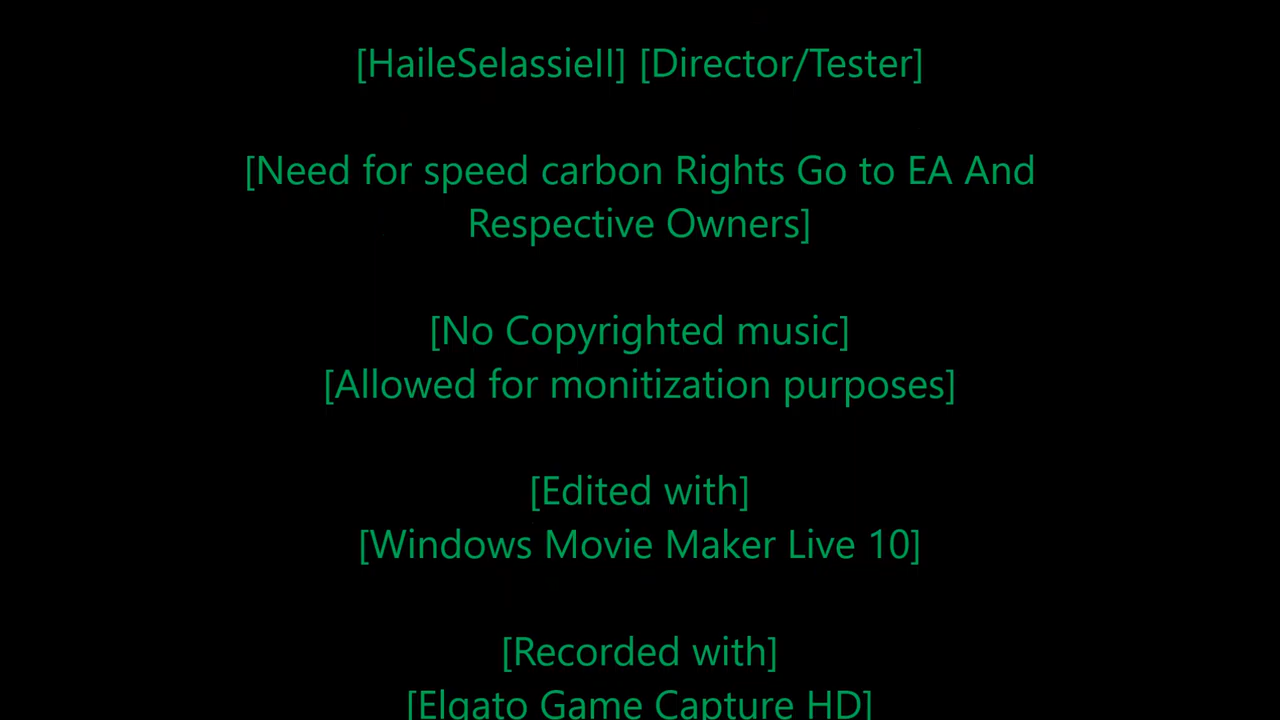 [HaileSelassieII] [Director/Tester]
[Need for speed carbon Rights Go to EA And
Respective Owners]
[No Copyrighted music]
[Allowed for monitization purposes]
[Edited with]
[Windows Movie Maker Live 10]
[Recorded with]
[Elgato Game Capture HD]